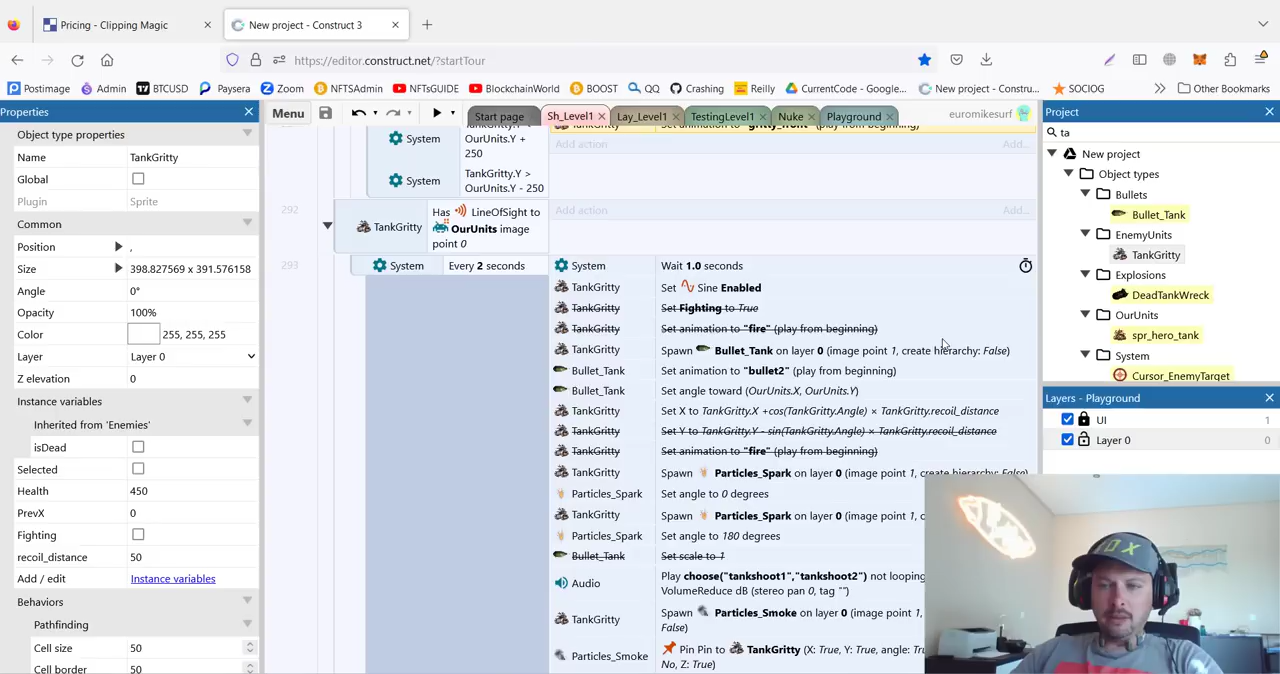 Pricing - Clipping Magic
New project - Construct 3
https://editor.construct.net/?startTour
Postimage Admin BTCUSD Paysera Zoom NFTSAdmin NFTsGUIDE BlockchainWorld BOOST QQ Crashing Reilly CurrentCode - Google... New project - Constru... SOCIOG Other Bookmarks
Properties
Menu
Start page Sh_Level1 Lay_Level1 TestingLevel1 Nuke Playground
euromikesurf
Project
Object type properties
Name TankGritty
Global
Plugin Sprite
Common
Position ,
Size 398.827569 x 391.576158
Angle 0°
Opacity 100%
Color 255, 255, 255
Layer Layer 0
Z elevation 0
Instance variables
Inherited from 'Enemies'
isDead
Selected
Health 450
PrevX 0
Fighting
recoil_distance 50
Add / edit Instance variables
Behaviors
Pathfinding
Cell size 50
Cell border 50
System
OurUnits.Y +
250
Add action Add...
System
TankGritty.Y >
OurUnits.Y - 250
292
TankGritty
Has LineOfSight to
OurUnits image
point 0
Add action Add...
293
System Every 2 seconds
System Wait 1.0 seconds
TankGritty Set Sine Enabled
TankGritty Set Fighting to True
TankGritty Set animation to "fire" (play from beginning)
TankGritty Spawn Bullet_Tank on layer 0 (image point 1, create hierarchy: False)
Bullet_Tank Set animation to "bullet2" (play from beginning)
Bullet_Tank Set angle toward (OurUnits.X, OurUnits.Y)
TankGritty Set X to TankGritty.X +cos(TankGritty.Angle) × TankGritty.recoil_distance
TankGritty Set Y to TankGritty.Y - sin(TankGritty.Angle) × TankGritty.recoil_distance
TankGritty Set animation to "fire" (play from beginning)
TankGritty Spawn Particles_Spark on layer 0 (image point 1, create hierarchy: False)
Particles_Spark Set angle to 0 degrees
TankGritty Spawn Particles_Spark on layer 0 (image point 1, c
Particles_Spark Set angle to 180 degrees
Bullet_Tank Set scale to 1
Audio Play choose("tankshoot1","tankshoot2") not looping
VolumeReduce dB (stereo pan 0, tag "")
TankGritty Spawn Particles_Smoke on layer 0 (image point 1,
False)
Particles_Smoke Pin Pin to TankGritty (X: True, Y: True, angle: Tru
No, Z: True)
ta
New project
Object types
Bullets
Bullet_Tank
EnemyUnits
TankGritty
Explosions
DeadTankWreck
OurUnits
spr_hero_tank
System
Cursor_EnemyTarget
Layers - Playground
UI 1
Layer 0 0